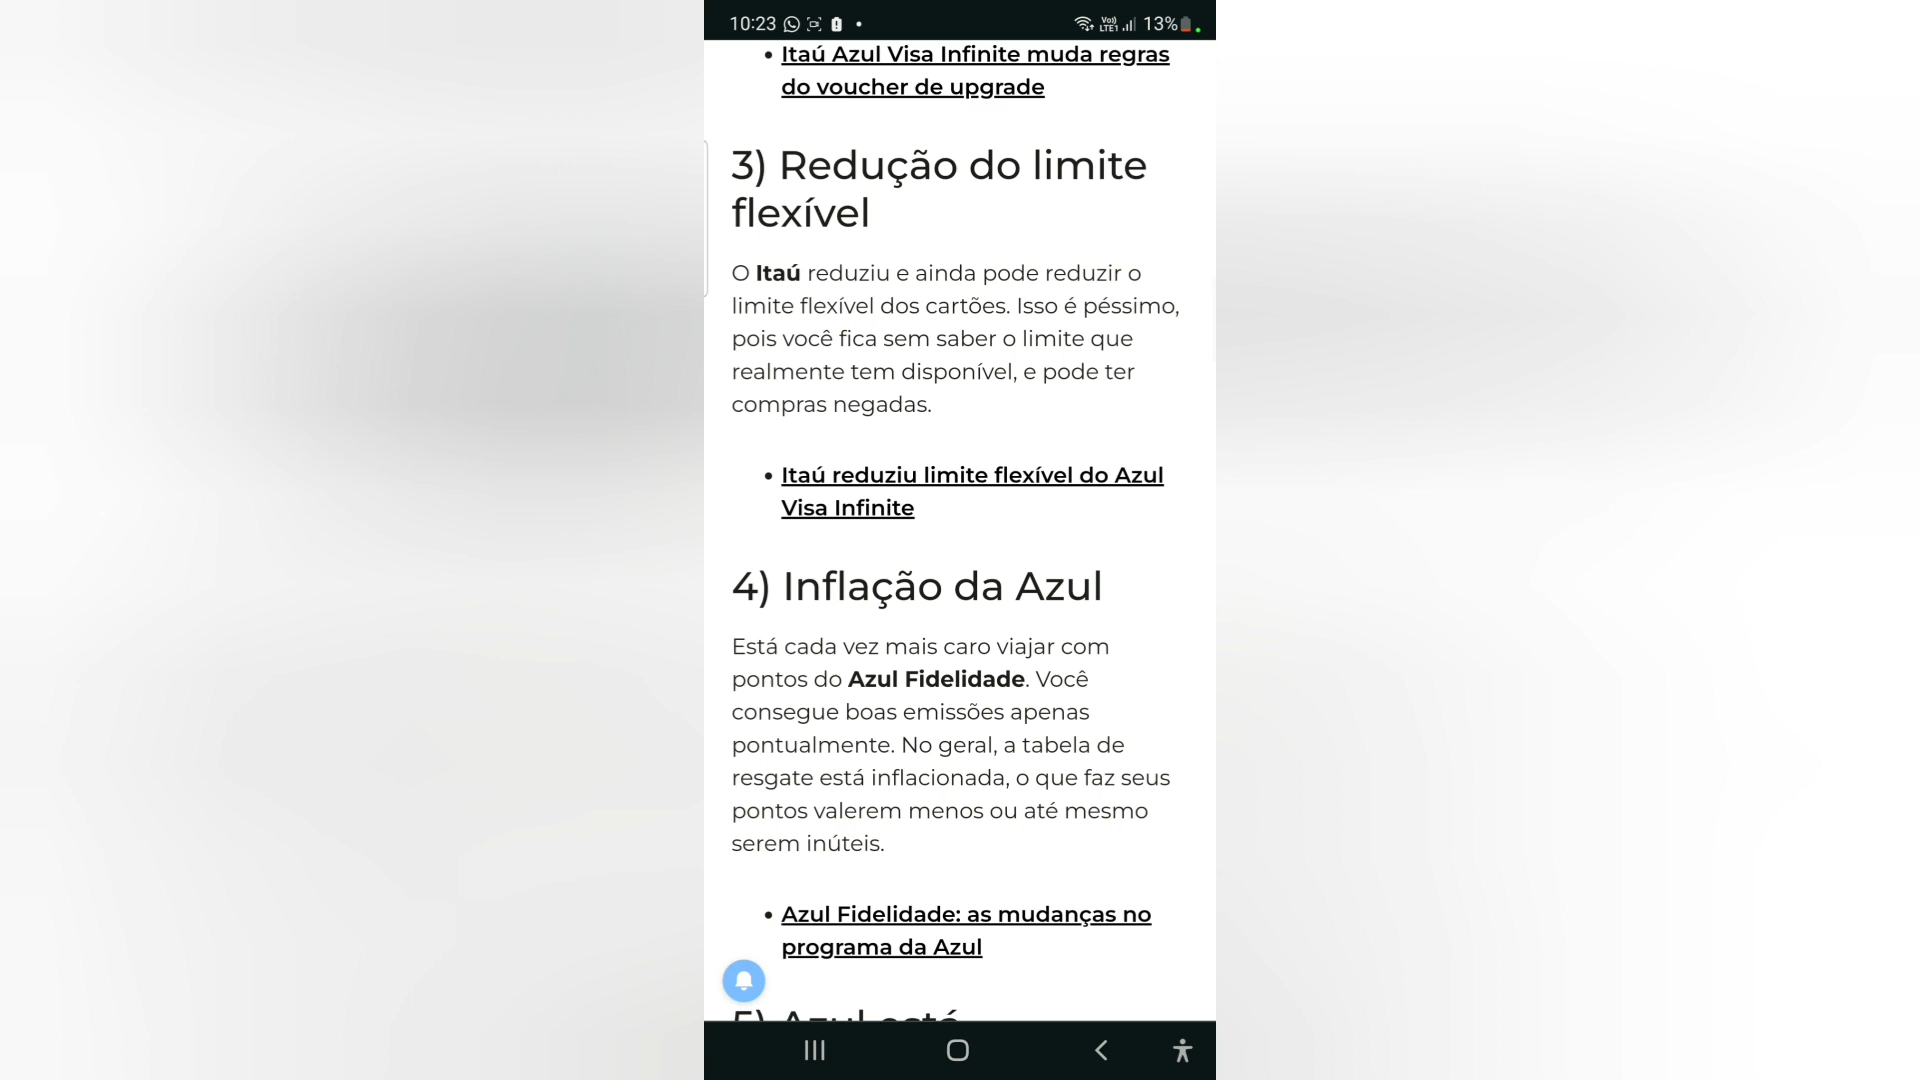 10:23
Vo))
LTE1
13%
• Itaú Azul Visa Infinite muda regras
do voucher de upgrade
3) Redução do limite
flexível
O Itaú reduziu e ainda pode reduzir o
limite flexível dos cartões. Isso é péssimo,
pois você fica sem saber o limite que
realmente tem disponível, e pode ter
compras negadas.
• Itaú reduziu limite flexível do Azul
Visa Infinite
4) Inflação da Azul
Está cada vez mais caro viajar com
pontos do Azul Fidelidade. Você
consegue boas emissões apenas
pontualmente. No geral, a tabela de
resgate está inflacionada, o que faz seus
pontos valerem menos ou até mesmo
serem inúteis.
• Azul Fidelidade: as mudanças no
programa da Azul
5) Azul está